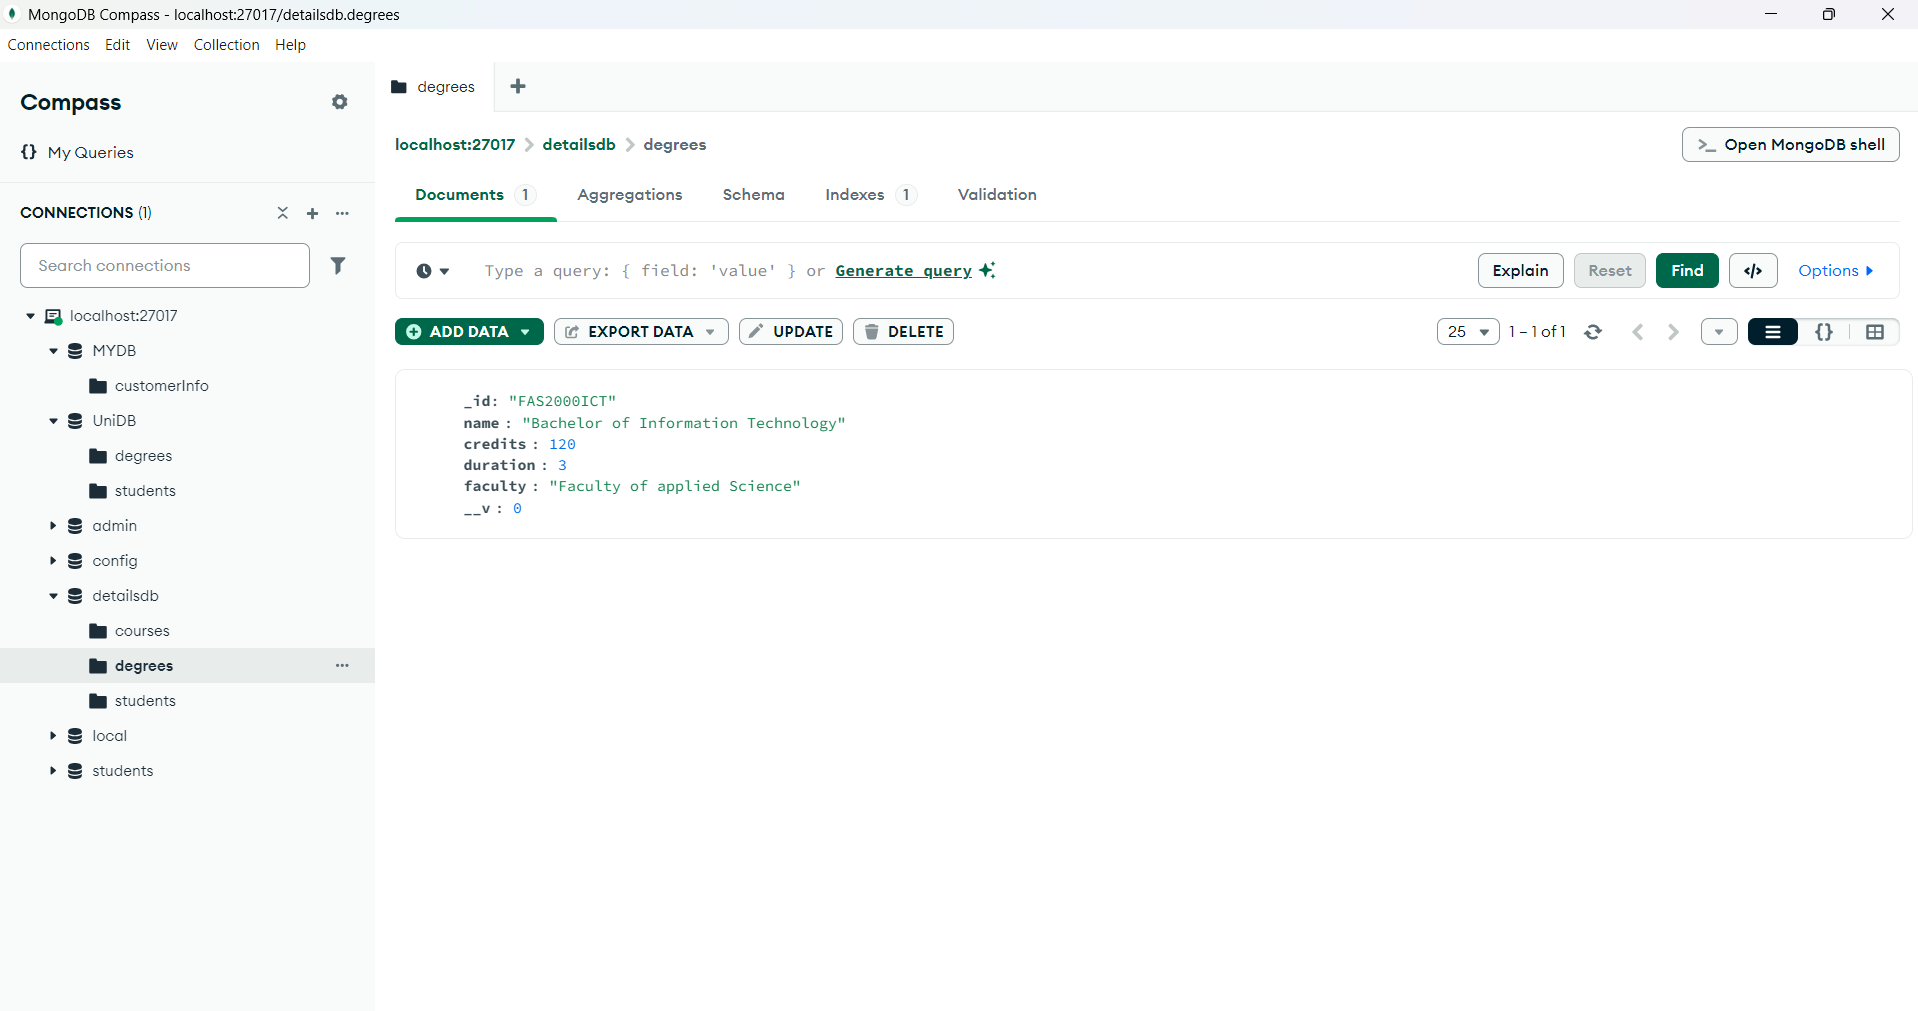 MongoDB Compass - localhost:27017/detailsdb.degrees
Connections Edit View Collection Help
Compass
{} My Queries
CONNECTIONS (1)
Search connections
localhost:27017
MYDB
customerInfo
UniDB
degrees
students
admin
config
detailsdb
courses
degrees
students
local
students
degrees
localhost:27017 > detailsdb > degrees
>_ Open MongoDB shell
Documents 1 Aggregations Schema Indexes 1 Validation
Type a query: { field: 'value' } or Generate query
Explain Reset Find </> Options
ADD DATA EXPORT DATA UPDATE DELETE
25 1 – 1 of 1 {}
_id: "FAS2000ICT"
name : "Bachelor of Information Technology"
credits : 120
duration : 3
faculty : "Faculty of applied Science"
__v : 0